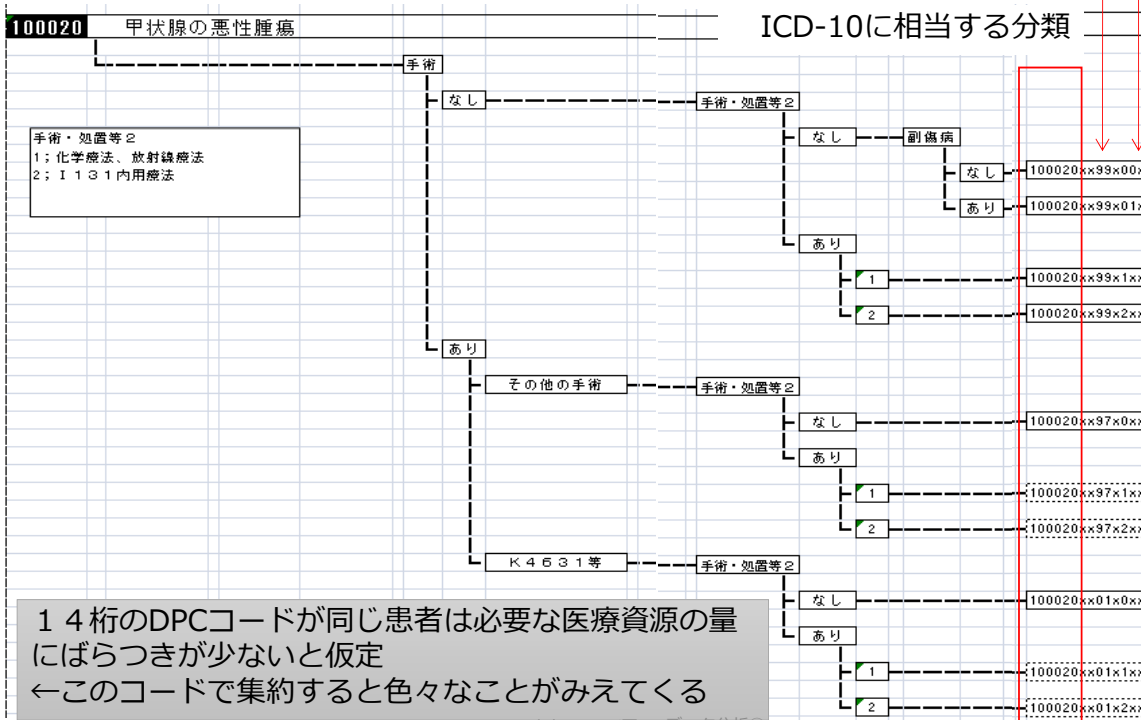 100020 甲状腺の悪性腫瘍
ICD-10に相当する分類
手術
なし
手術・処置等2
手術・処置等2
1;化学療法、放射線療法
2;I131内用療法
なし
副傷病
なし
100020xx99x00x
あり
100020xx99x01x
あり
1
100020xx99x1xx
2
100020xx99x2xx
あり
その他の手術
手術・処置等2
なし
100020xx97x0xx
あり
1
100020xx97x1xx
2
100020xx97x2xx
K4631等
手術・処置等2
なし
100020xx01x0xx
あり
1
100020xx01x1xx
2
100020xx01x2xx
14桁のDPCコードが同じ患者は必要な医療資源の量
にばらつきが少ないと仮定
←このコードで集約すると色々なことがみえてくる